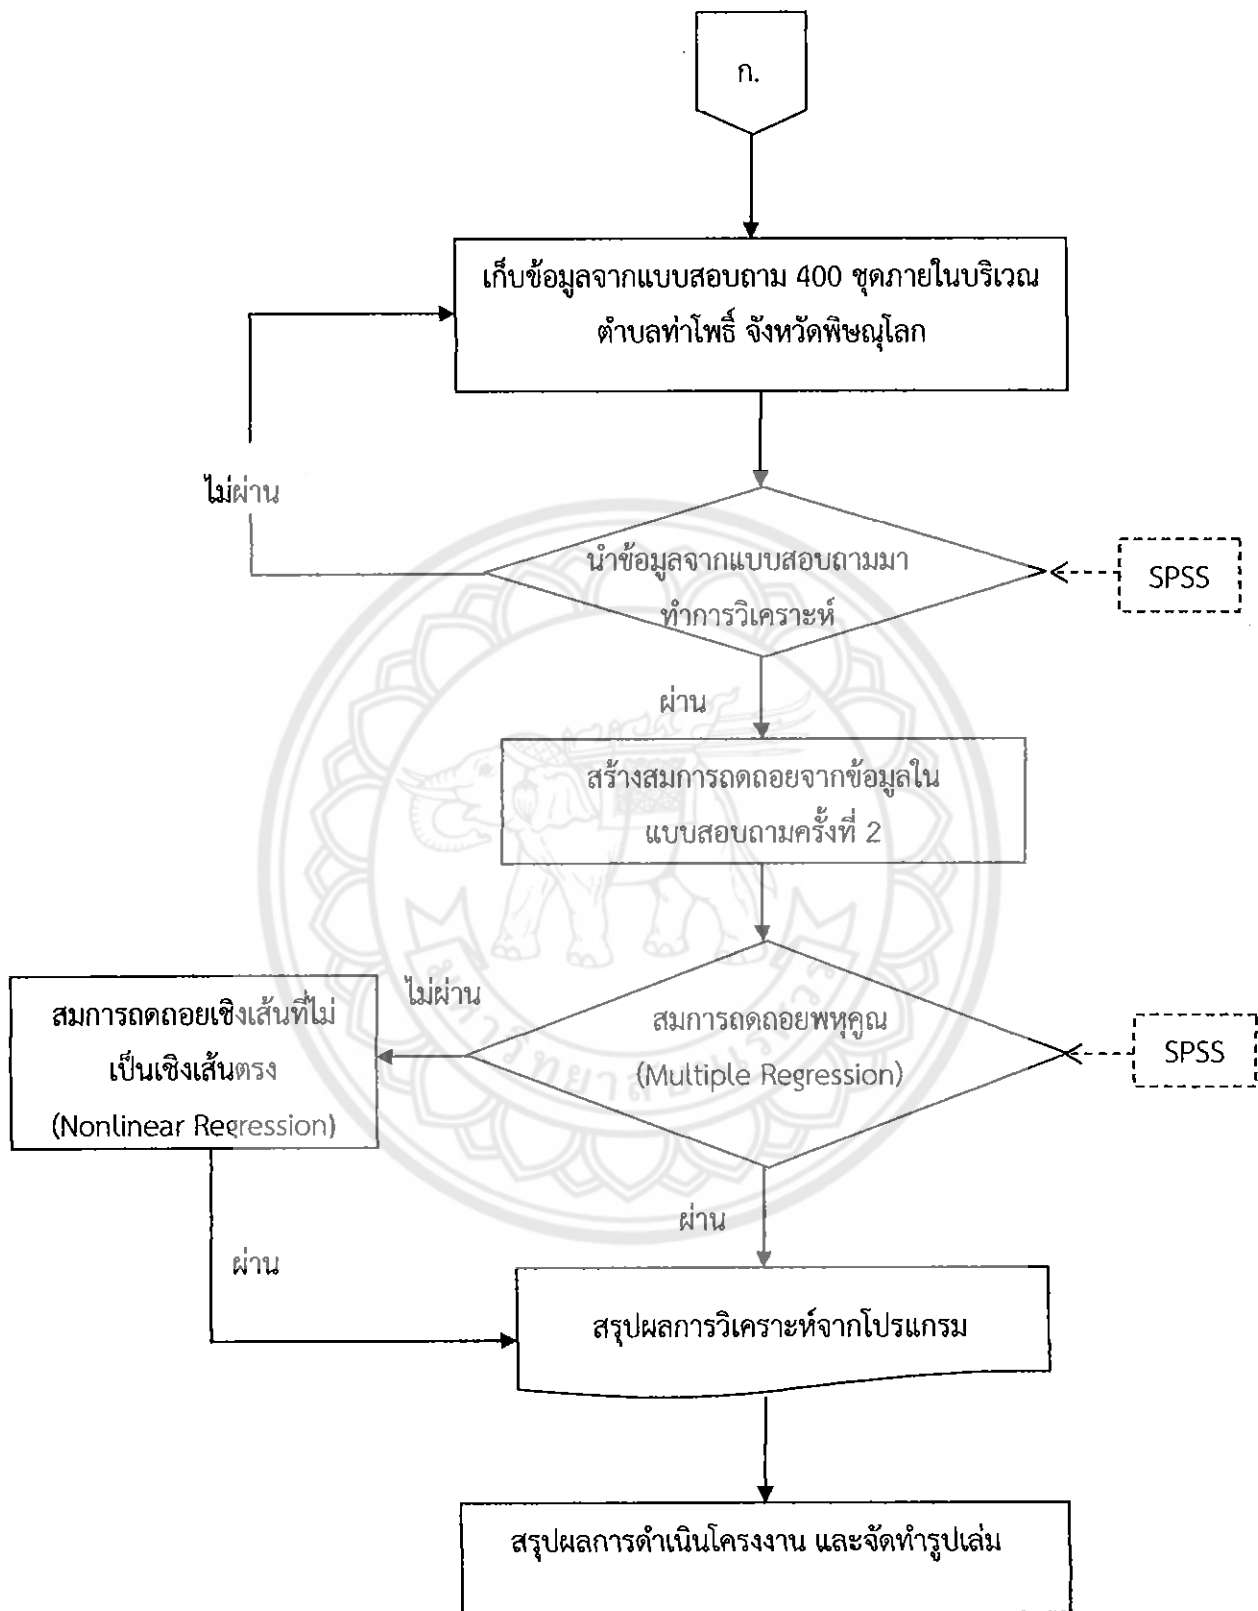 ก.
เก็บข้อมูลจากแบบสอบถาม 400 ชุดภายในบริเวณ
ตำบลท่าโพธิ์ จังหวัดพิษณุโลก
ไม่ผ่าน
นำข้อมูลจากแบบสอบถามมา
ทำการวิเคราะห์
SPSS
ผ่าน
สร้างสมการถดถอยจากข้อมูลใน
แบบสอบถามครั้งที่ 2
ไม่ผ่าน
สมการถดถอยเชิงเส้นที่ไม่
เป็นเชิงเส้นตรง
(Nonlinear Regression)
สมการถดถอยพหุคูณ
(Multiple Regression)
SPSS
ผ่าน
ผ่าน
สรุปผลการวิเคราะห์จากโปรแกรม
สรุปผลการดำเนินโครงงาน และจัดทำรูปเล่ม